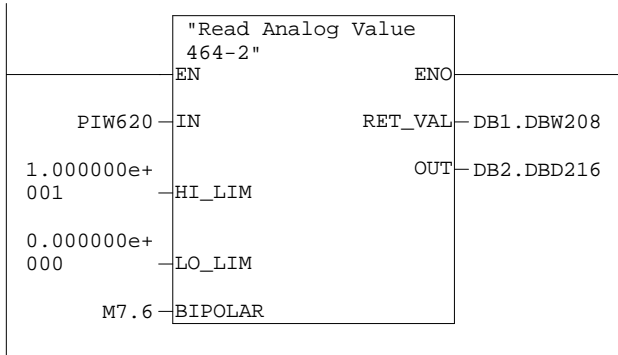 "Read Analog Value
464-2"
EN ENO
PIW620 IN RET_VAL DB1.DBW208
1.000000e+ OUT DB2.DBD216
001 HI_LIM
0.000000e+
000 LO_LIM
M7.6 BIPOLAR